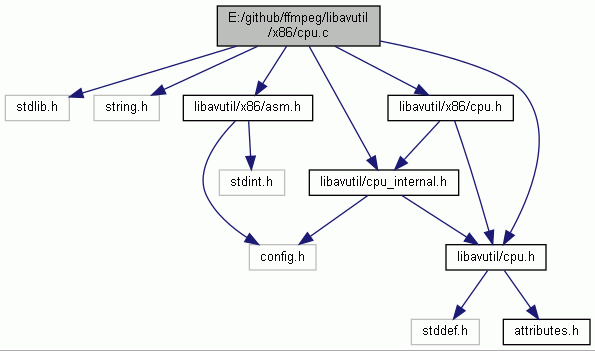 E:/github/ffmpeg/libavutil
/x86/cpu.c
stdlib.h
string.h
libavutil/x86/asm.h
libavutil/x86/cpu.h
stdint.h
libavutil/cpu_internal.h
config.h
libavutil/cpu.h
stddef.h
attributes.h